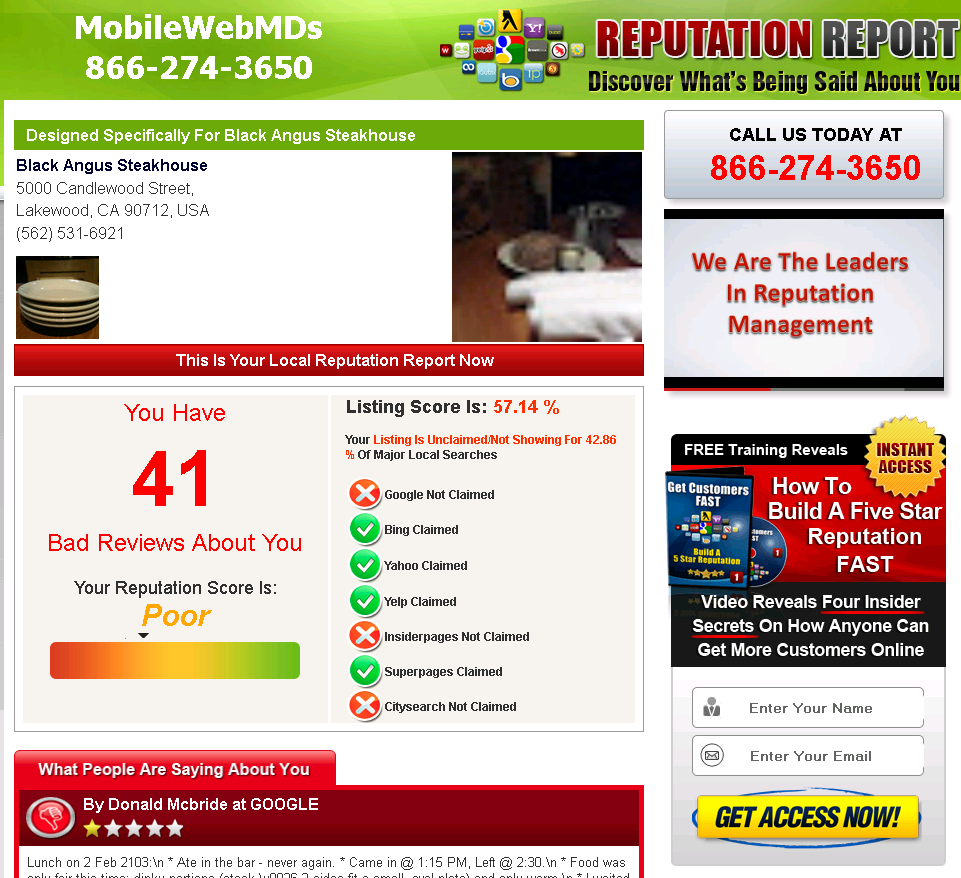 MobileWebMDs
866-274-3650
REPUTATION REPORT
Discover What's Being Said About You
Designed Specifically For Black Angus Steakhouse
Black Angus Steakhouse
5000 Candlewood Street,
Lakewood, CA 90712, USA
(562) 531-6921
This Is Your Local Reputation Report Now
You Have
41
Bad Reviews About You
Your Reputation Score Is:
Poor
Listing Score Is: 57.14 %
Your Listing Is Unclaimed/Not Showing For 42.86
% Of Major Local Searches
Google Not Claimed
Bing Claimed
Yahoo Claimed
Yelp Claimed
Insiderpages Not Claimed
Superpages Claimed
Citysearch Not Claimed
What People Are Saying About You
By Donald Mcbride at GOOGLE
Lunch on 2 Feb 2103:\n * Ate in the bar - never again. * Came in @ 1:15 PM, Left @ 2:30.\n * Food was
CALL US TODAY AT
866-274-3650
We Are The Leaders
In Reputation
Management
FREE Training Reveals
INSTANT
ACCESS
Get Customers
FAST
Build A
5 Star Reputation
1
1
How To
Build A Five Star
Reputation
FAST
Video Reveals Four Insider
Secrets On How Anyone Can
Get More Customers Online
Enter Your Name
Enter Your Email
GET ACCESS NOW!